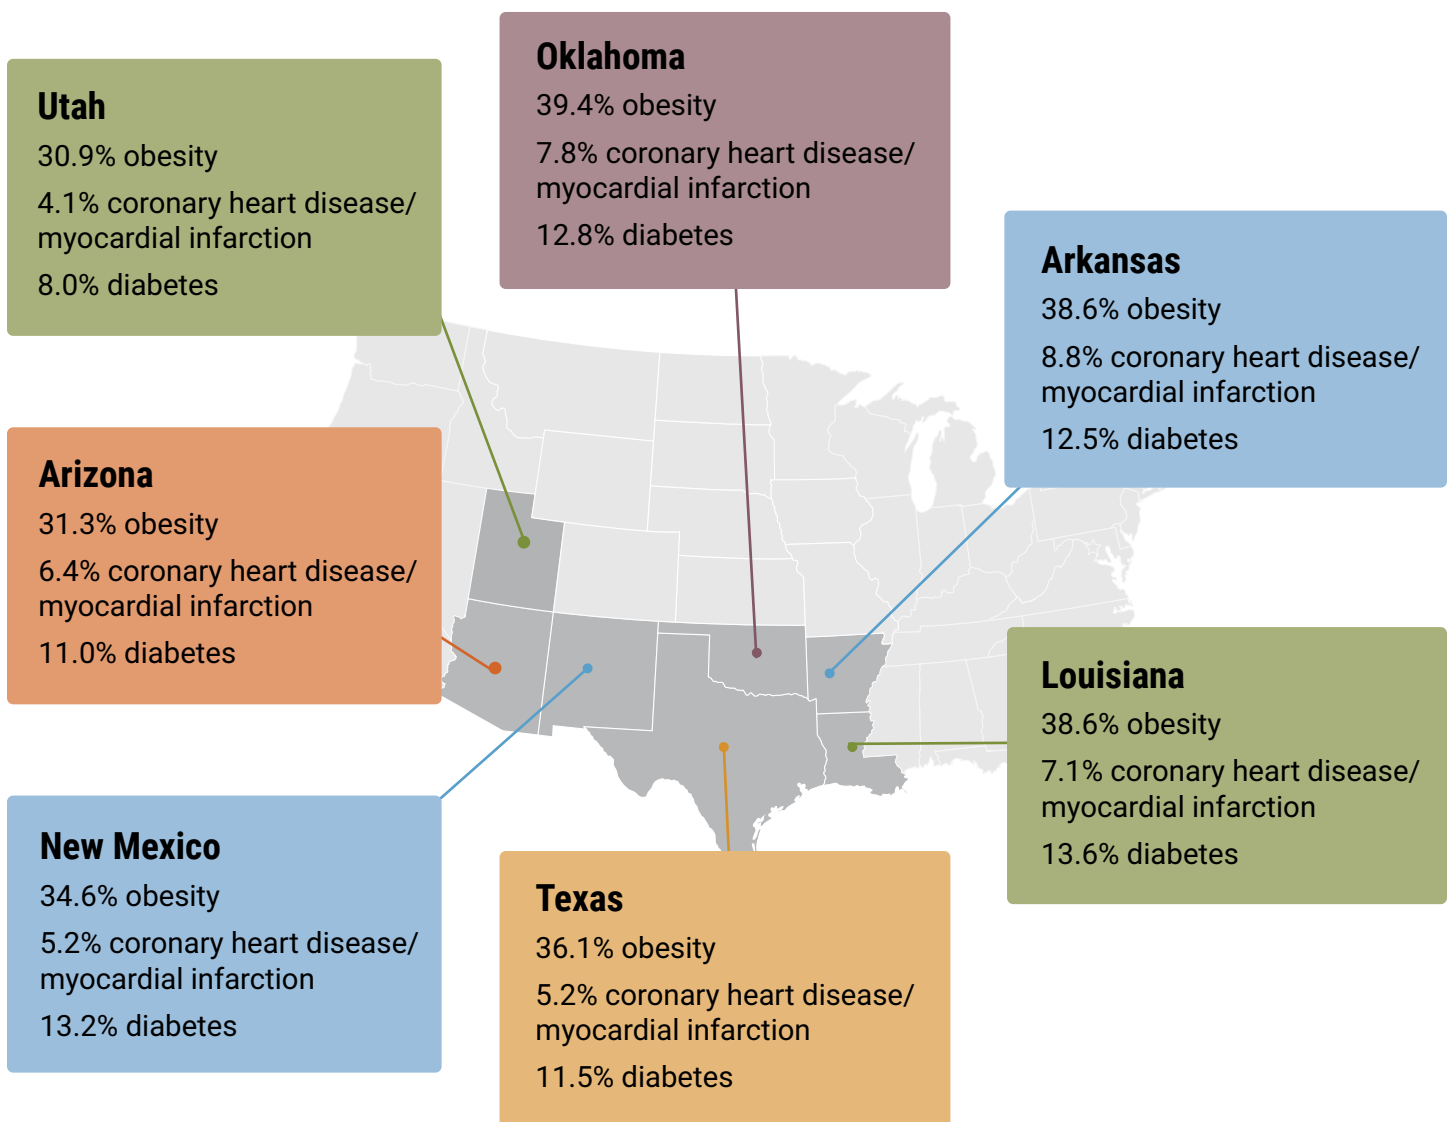 Utah
30.9% obesity
4.1% coronary heart disease/
myocardial infarction
8.0% diabetes
Oklahoma
39.4% obesity
7.8% coronary heart disease/
myocardial infarction
12.8% diabetes
Arkansas
38.6% obesity
8.8% coronary heart disease/
myocardial infarction
12.5% diabetes
Arizona
31.3% obesity
6.4% coronary heart disease/
myocardial infarction
11.0% diabetes
Louisiana
38.6% obesity
7.1% coronary heart disease/
myocardial infarction
13.6% diabetes
New Mexico
34.6% obesity
5.2% coronary heart disease/
myocardial infarction
13.2% diabetes
Texas
36.1% obesity
5.2% coronary heart disease/
myocardial infarction
11.5% diabetes